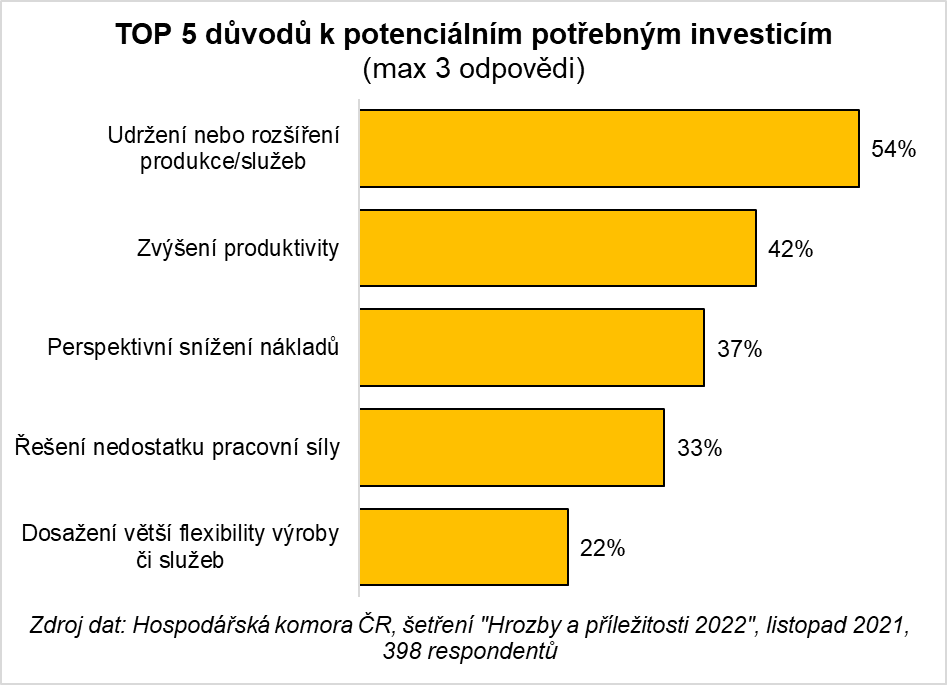 TOP 5 důvodů k potenciálním potřebným investicím
(max 3 odpovědi)
Udržení nebo rozšíření
produkce/služeb
54%
Zvýšení produktivity
42%
Perspektivní snížení nákladů
37%
Řešení nedostatku pracovní síly
33%
Dosažení větší flexibility výroby
či služeb
22%
Zdroj dat: Hospodářská komora ČR, šetření "Hrozby a příležitosti 2022", listopad 2021,
398 respondentů